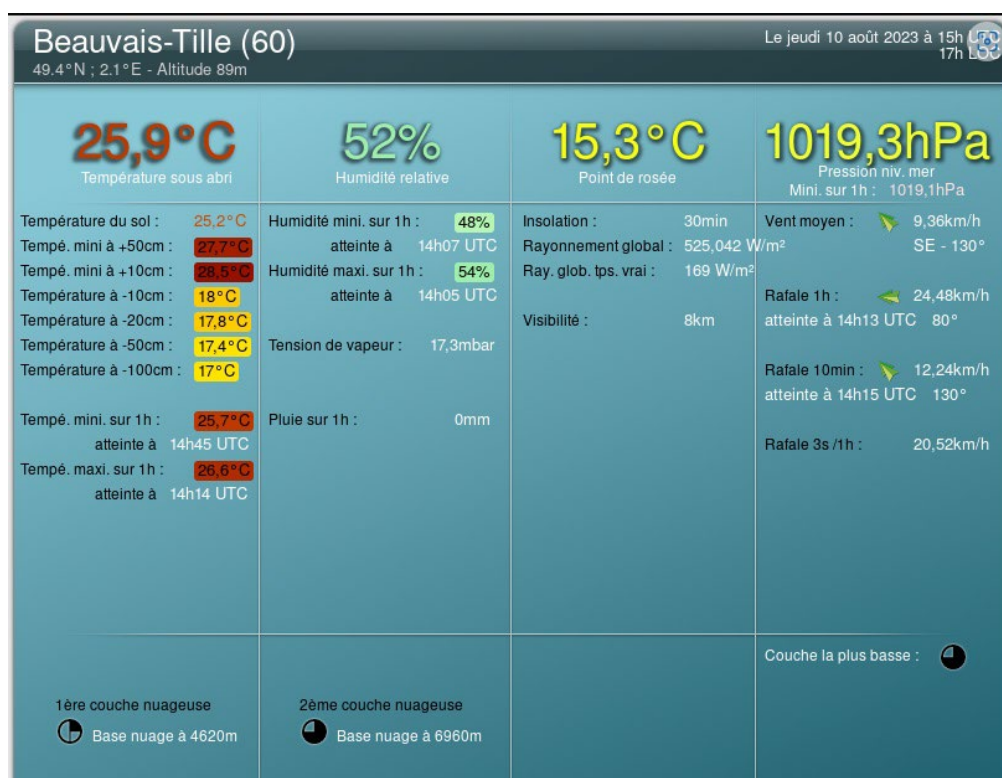 Beauvais-Tille (60)
49.4°N ; 2.1°E - Altitude 89m
Le jeudi 10 août 2023 à 15h UTC
17h LOC
25,9°C
Température sous abri
52%
Humidité relative
15,3°C
Point de rosée
1019,3hPa
Pression niv. mer
Mini. sur 1h : 1019,1hPa
Température du sol : 25,2°C
Tempé. mini à +50cm : 27,7°C
Tempé. mini à +10cm : 28,5°C
Température à -10cm : 18°C
Température à -20cm : 17,8°C
Température à -50cm : 17,4°C
Température à -100cm : 17°C
Tempé. mini. sur 1h : 25,7°C
atteinte à 14h45 UTC
Tempé. maxi. sur 1h : 26,6°C
atteinte à 14h14 UTC
Humidité mini. sur 1h : 48%
atteinte à 14h07 UTC
Humidité maxi. sur 1h : 54%
atteinte à 14h05 UTC
Tension de vapeur : 17,3mbar
Pluie sur 1h : 0mm
Insolation : 30min
Rayonnement global : 525,042 W/m²
Ray. glob. tps. vrai : 169 W/m²
Visibilité : 8km
Vent moyen : 9,36km/h
SE - 130°
Rafale 1h : 24,48km/h
atteinte à 14h13 UTC 80°
Rafale 10min : 12,24km/h
atteinte à 14h15 UTC 130°
Rafale 3s /1h : 20,52km/h
Couche la plus basse :
1ère couche nuageuse
Base nuage à 4620m
2ème couche nuageuse
Base nuage à 6960m